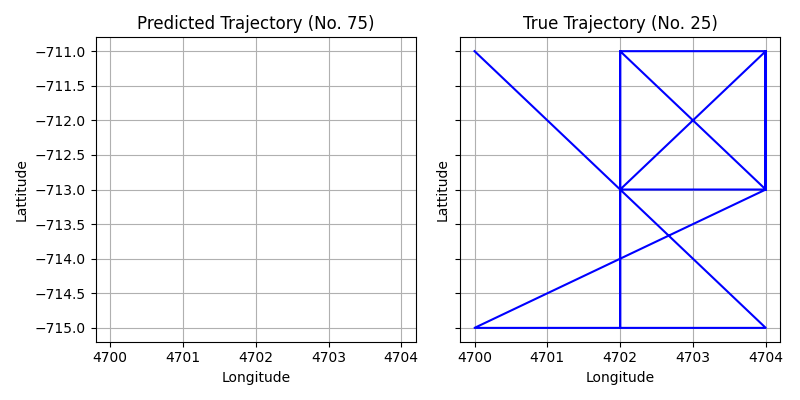 Predicted Trajectory (No. 75)
True Trajectory (No. 25)
Lattitude
−711.0
−711.5
−712.0
−712.5
−713.0
−713.5
−714.0
−714.5
−715.0
4700 4701 4702 4703 4704
Longitude
Lattitude
4700 4701 4702 4703 4704
Longitude